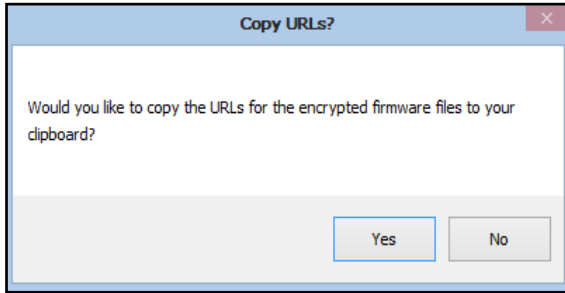 Copy URLs?
Would you like to copy the URLs for the encrypted firmware files to your
clipboard?
Yes No